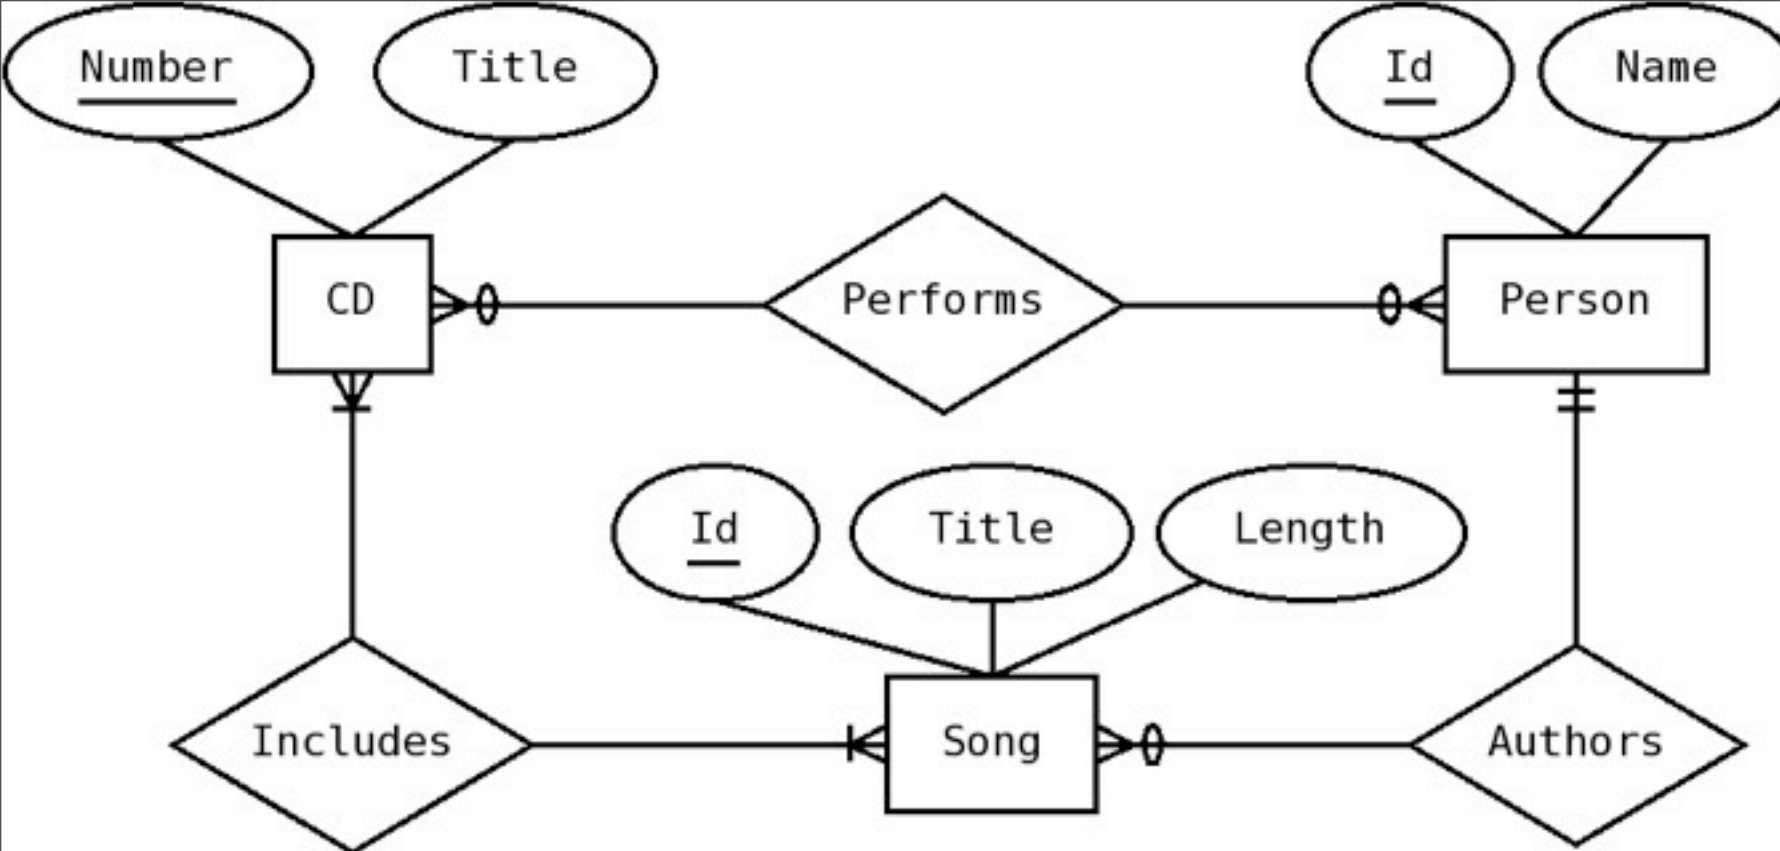 Number
Title
Id
Name
CD
Performs
Person
Id
Title
Length
Includes
Song
Authors